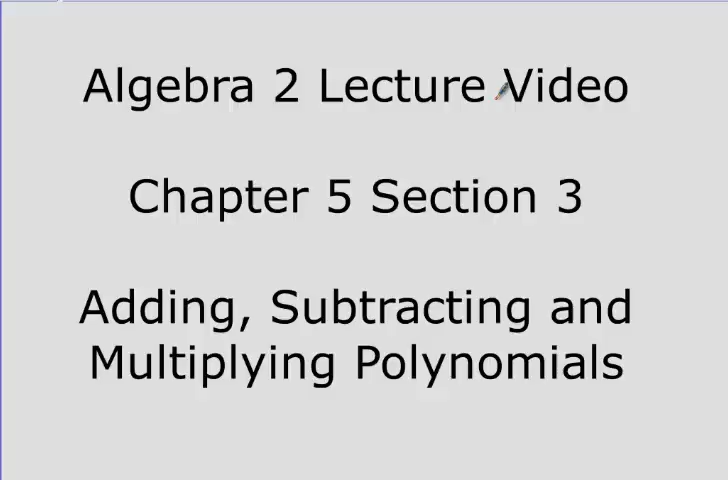 Algebra 2 Lecture Video
Chapter 5 Section 3
Adding, Subtracting and
Multiplying Polynomials